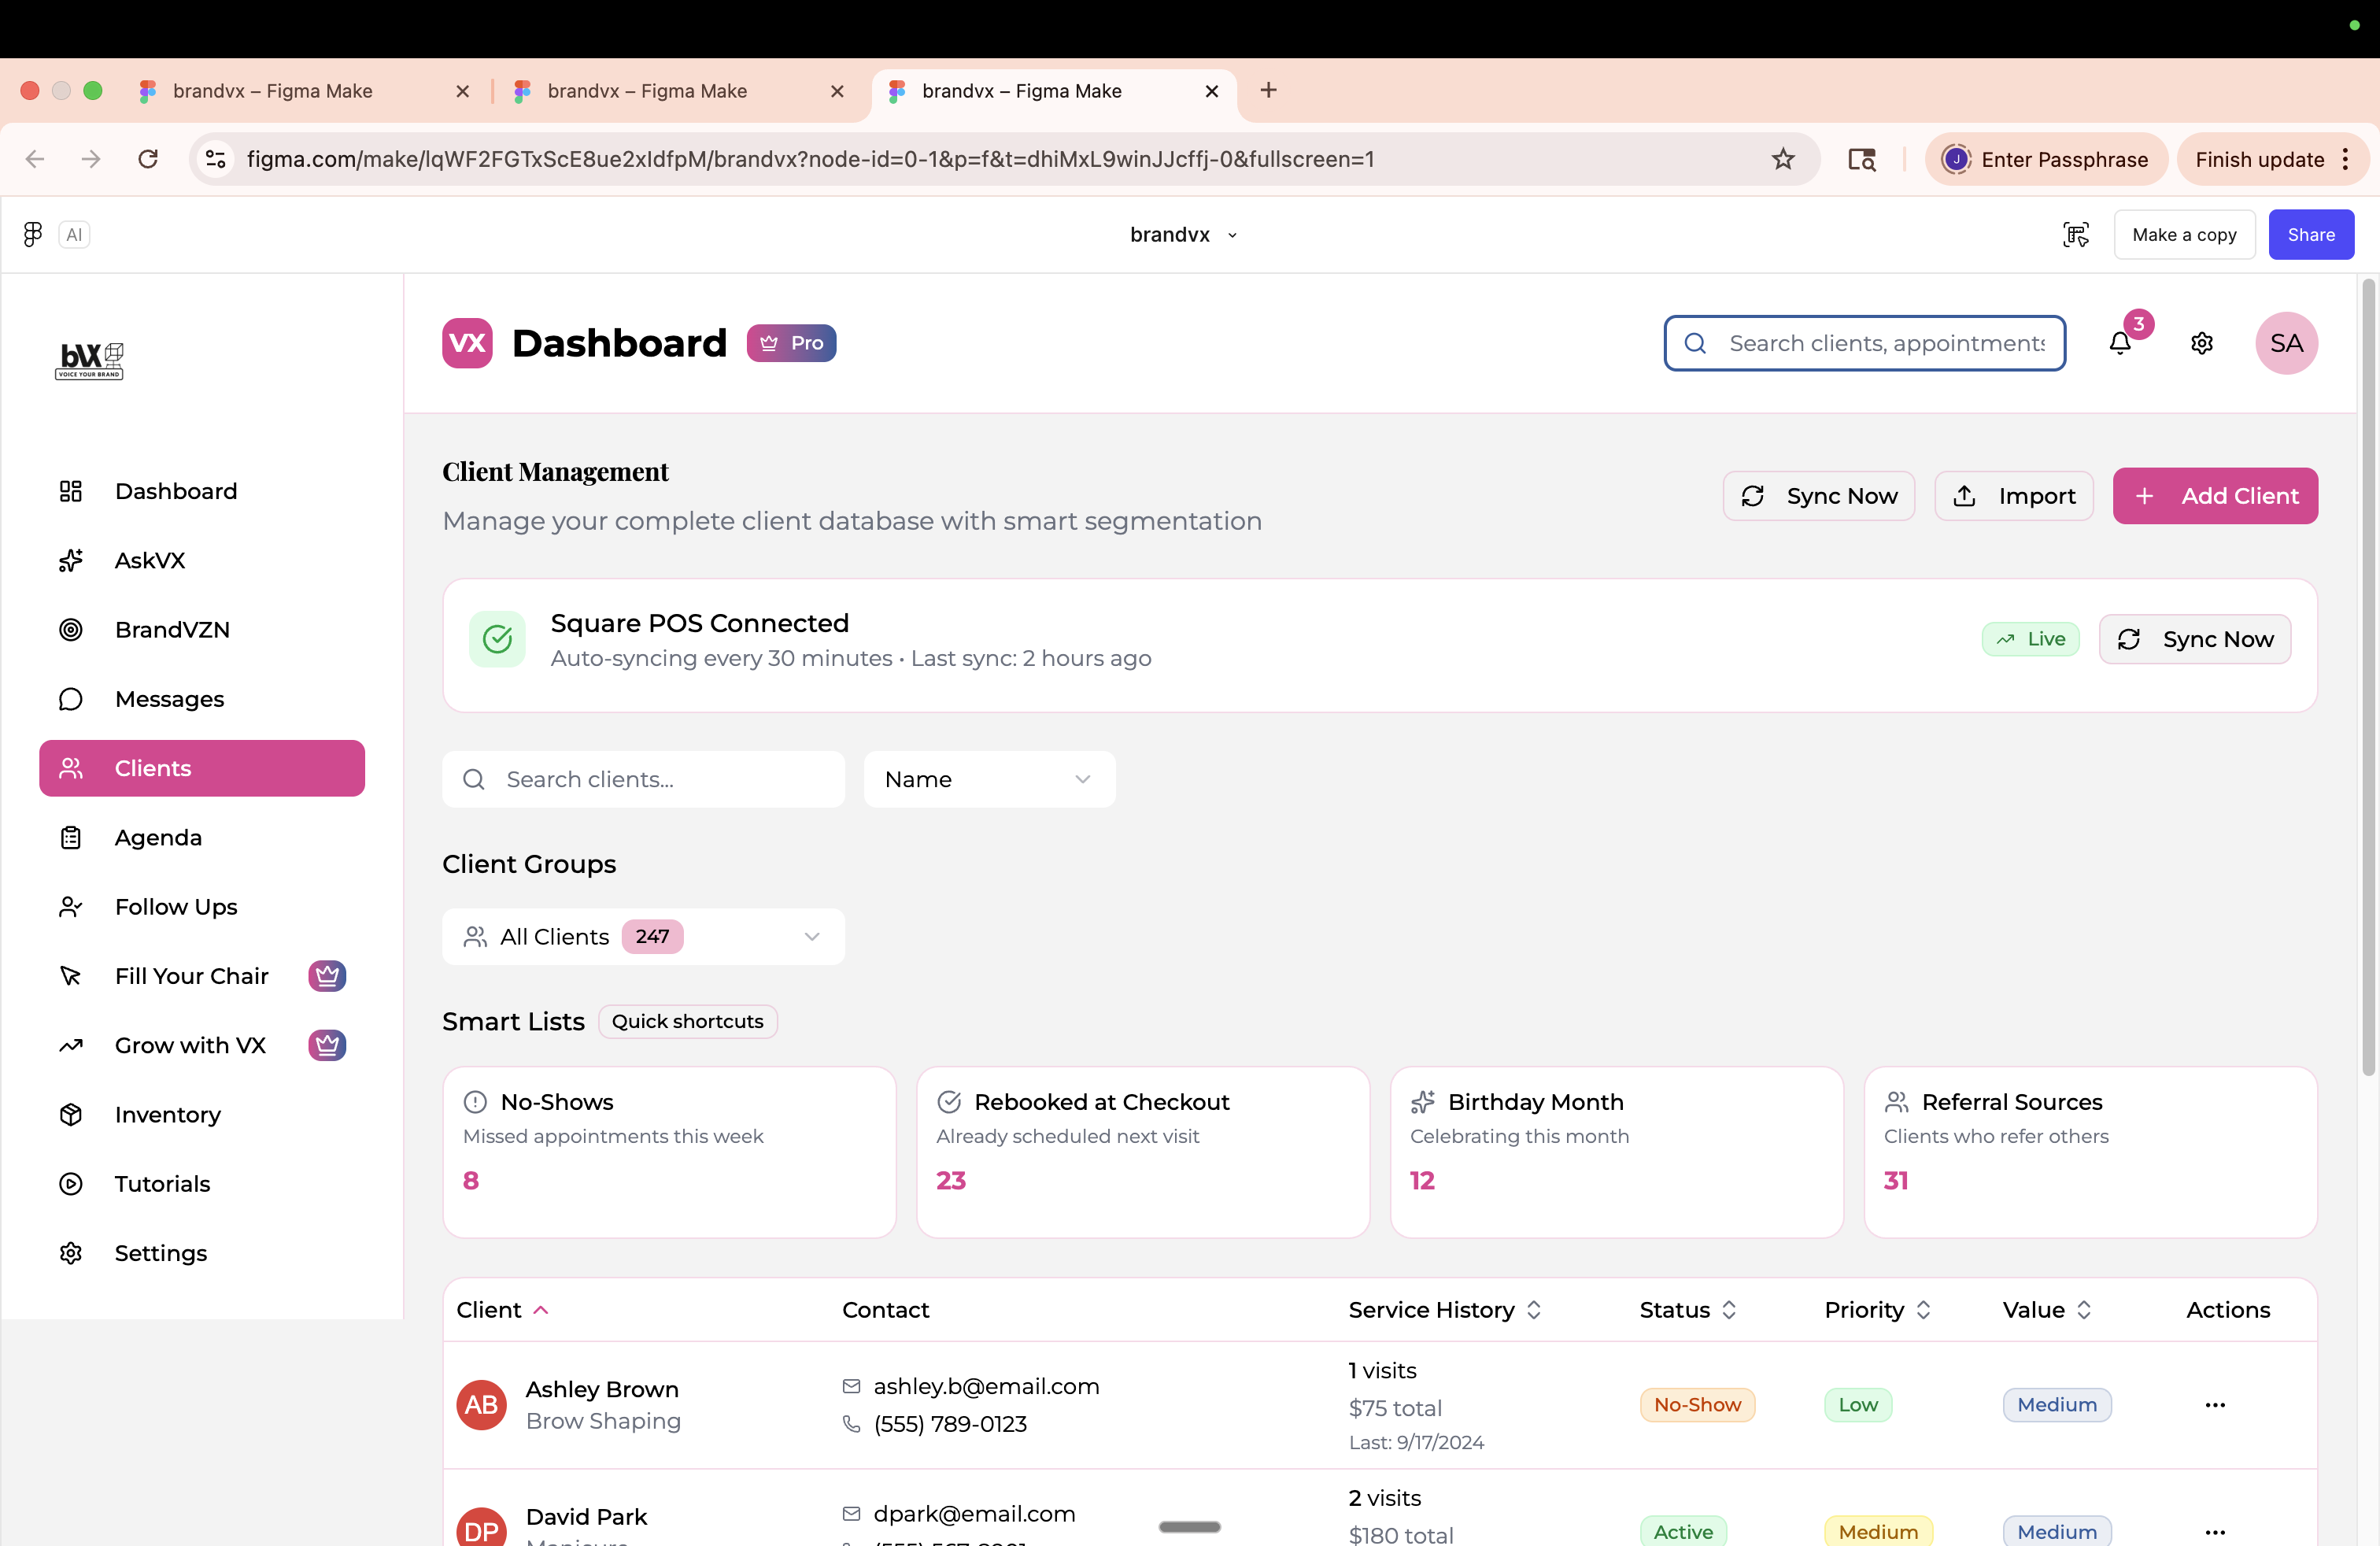 brandvx – Figma Make
brandvx – Figma Make
brandvx – Figma Make
figma.com/make/lqWF2FGTxScE8ue2xIdfpM/brandvx?node-id=0-1&p=f&t=dhiMxL9winJJcffj-0&fullscreen=1
J
Enter Passphrase
Finish update
AI
brandvx
Make a copy
Share
bVX
VOICE YOUR BRAND
Dashboard
AskVX
BrandVZN
Messages
Clients
Agenda
Follow Ups
Fill Your Chair
Grow with VX
Inventory
Tutorials
Settings
VX
Dashboard
Pro
Search clients, appointments
3
SA
Client Management
Manage your complete client database with smart segmentation
Sync Now
Import
Add Client
Square POS Connected
Auto-syncing every 30 minutes • Last sync: 2 hours ago
Live
Sync Now
Search clients...
Name
Client Groups
All Clients 247
Smart Lists
Quick shortcuts
No-Shows
Missed appointments this week
8
Rebooked at Checkout
Already scheduled next visit
23
Birthday Month
Celebrating this month
12
Referral Sources
Clients who refer others
31
Client Contact Service History Status Priority Value Actions
AB
Ashley Brown
Brow Shaping
ashley.b@email.com
(555) 789-0123
1 visits
$75 total
Last: 9/17/2024
No-Show
Low
Medium
DP
David Park
dpark@email.com
2 visits
$180 total
Active
Medium
Medium